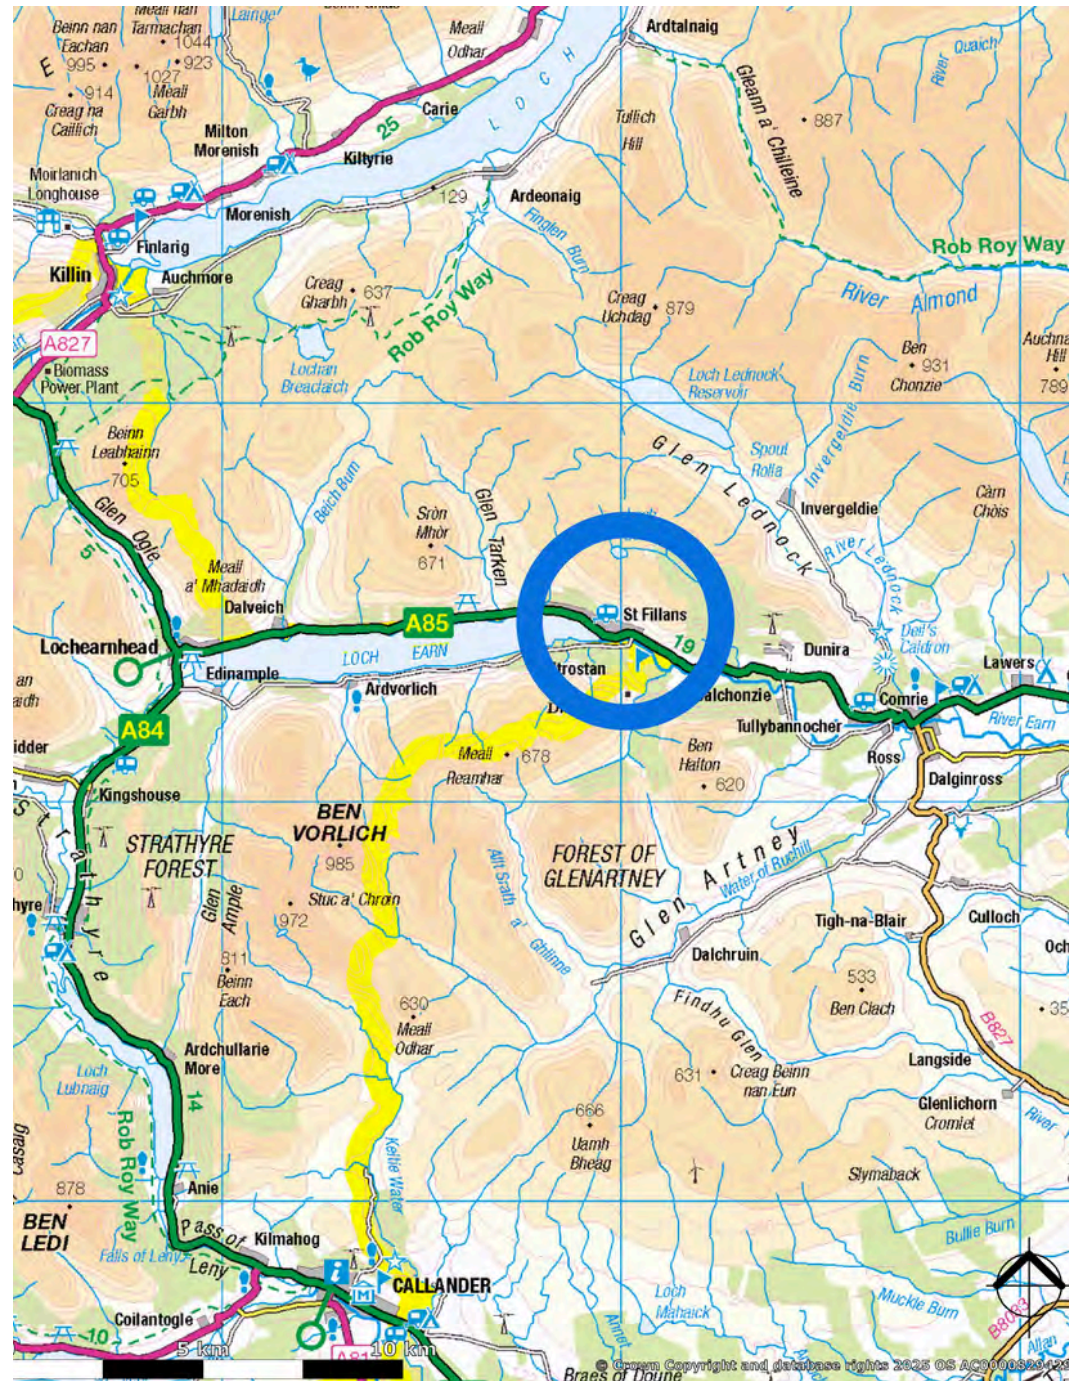 Beinn nan
Eachan
995
Meall nan
Tarmachan
1044
923
1027
Meall
Garbh
914
Creag na
Caillich
E
Lainge
Meall
Odhar
Ardtalnaig
River
Quaich
Gleann a' Chilleine
887
Tullich
Hill
LOCH
Carie
25
Milton
Morenish
Kiltyrie
Moirlanich
Longhouse
Morenish
129
Ardeonaig
Finglen Burn
Finlarig
Killin
Auchmore
Rob Roy Way
River Almond
Creag
Gharbh
637
Rob Roy Way
Creag
Uchdag
879
A827
Biomass
Power Plant
Lochan
Breaclaich
Loch Lednock
Reservoir
Ben
Chonzie
931
Invergeldie Burn
Hill
789
Beinn
Leabhainn
705
Glen Lednock
Spout
Rolla
Invergeldie
Càrn
Chòis
Glen Ogle
5
Beich Burn
Sròn
Mhòr
671
Glen
Tarken
River Lednock
Meall
a' Mhadaidh
Dalveich
A85
St Fillans
19
Deil's
Caldron
Lochearnhead
LOCH EARN
Dunira
Lawers
Edinample
Ardvorlich
Comrie
Tullybannocher
River Earn
A84
Ross
Meall
Reamhar
678
Ben
Halton
620
Dalginross
Kingshouse
Strathyre
BEN
VORLICH
985
STRATHYRE
FOREST
Glen
Ample
Stuc a' Chroin
972
Allt Srath a' Ghlinne
FOREST OF
GLENARTNEY
Glen Artney
Water of Ruchill
Tigh-na-Blair
Culloch
Dalchruin
811
Beinn
Each
630
Meall
Odhar
533
Ben Clach
Findhu Glen
B827
Ardchullarie
More
631
Creag Beinn
nan Eun
Langside
Loch
Lubnaig
14
Glenlichorn
Cromlet
River
666
Uamh
Bheag
Keltie Water
Rob Roy Way
Slymaback
Anie
878
BEN
LEDI
Pass of
Leny
Falls of Leny
Kilmahog
Bullie Burn
CALLANDER
Loch
Mahaick
Muckle Burn
Coilantogle
10
B8033
Allan
A81
5 km
10 km
Braes of Doune
© Crown Copyright and database rights 2025 OS AC0000829429